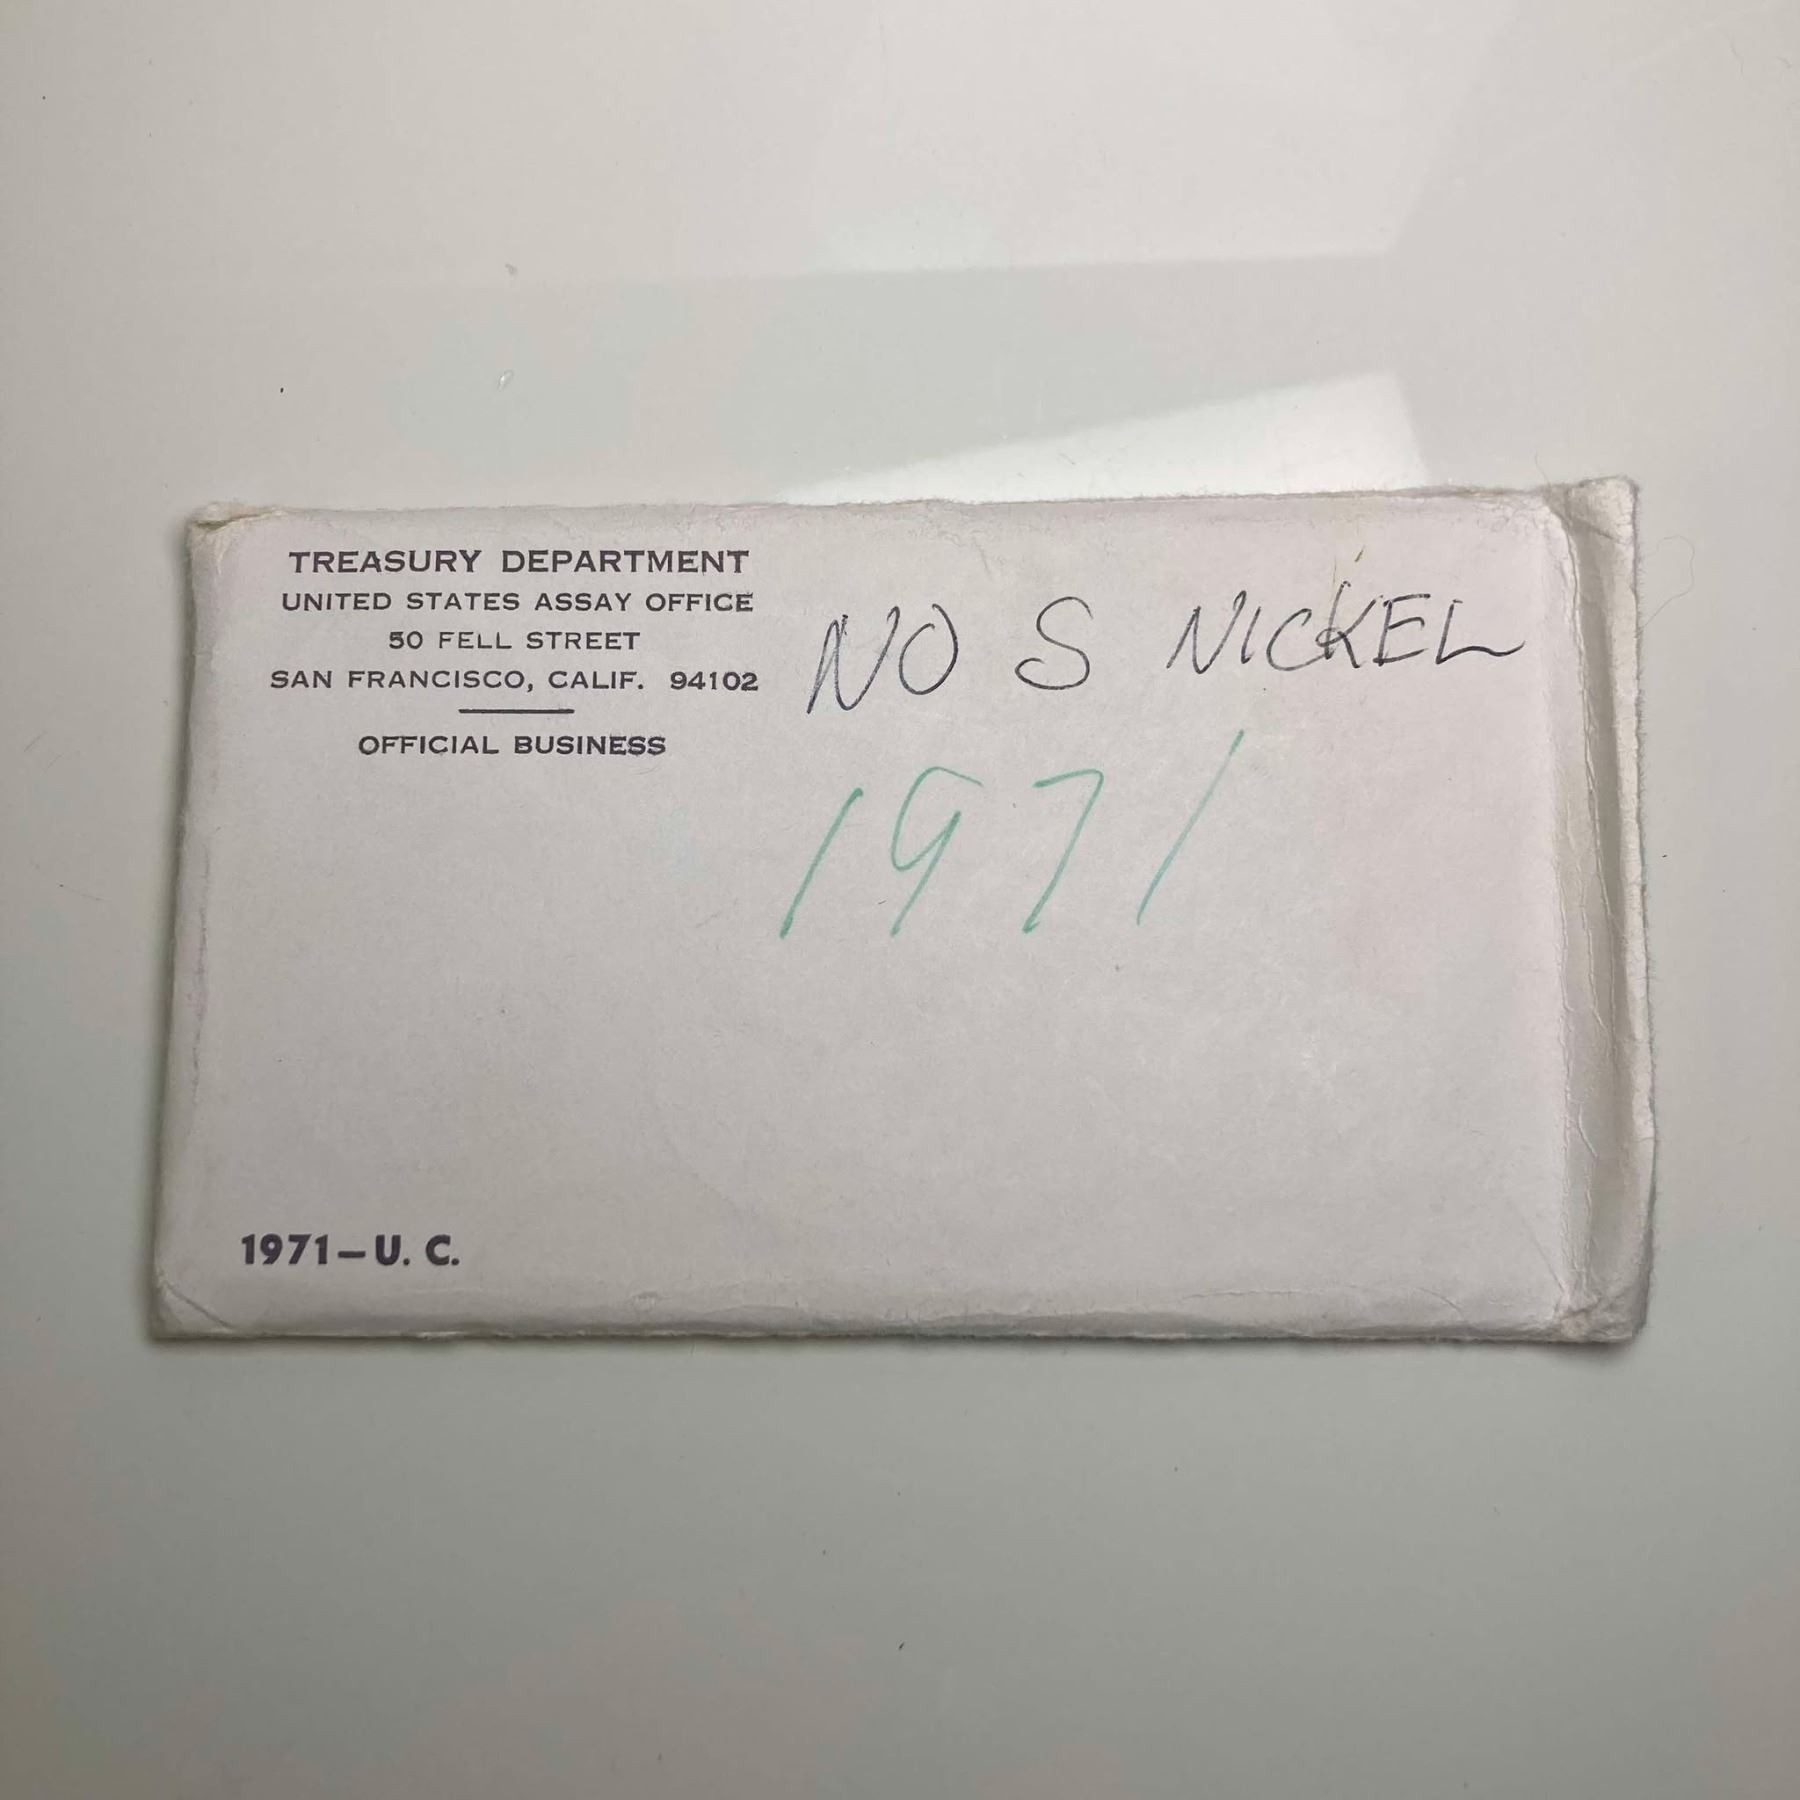 TREASURY DEPARTMENT
UNITED STATES ASSAY OFFICE
50 FELL STREET
SAN FRANCISCO, CALIF. 94102
OFFICIAL BUSINESS
NO S NICKEL
1971
1971-U. C.